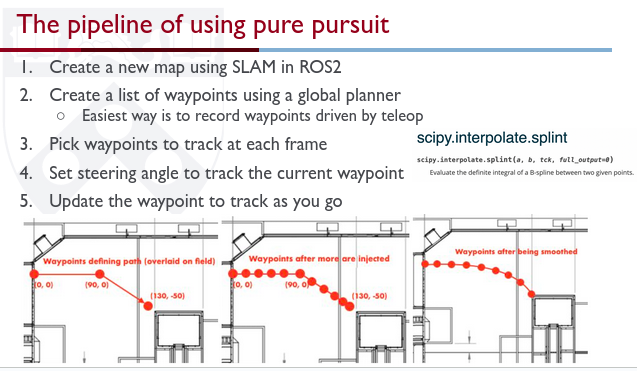 The pipeline of using pure pursuit
1. Create a new map using SLAM in ROS2
2. Create a list of waypoints using a global planner
○ Easiest way is to record waypoints driven by teleop
3. Pick waypoints to track at each frame
4. Set steering angle to track the current waypoint
5. Update the waypoint to track as you go
scipy.interpolate.splint
scipy.interpolate.splint(a, b, tck, full_output=0)
Evaluate the definite integral of a B-spline between two given points.
Waypoints defining path (overlaid on field)
(0, 0)
(90, 0)
(130, -50)
Waypoints after more are injected
(0, 0)
(90, 0)
(130, -50)
Waypoints after being smoothed